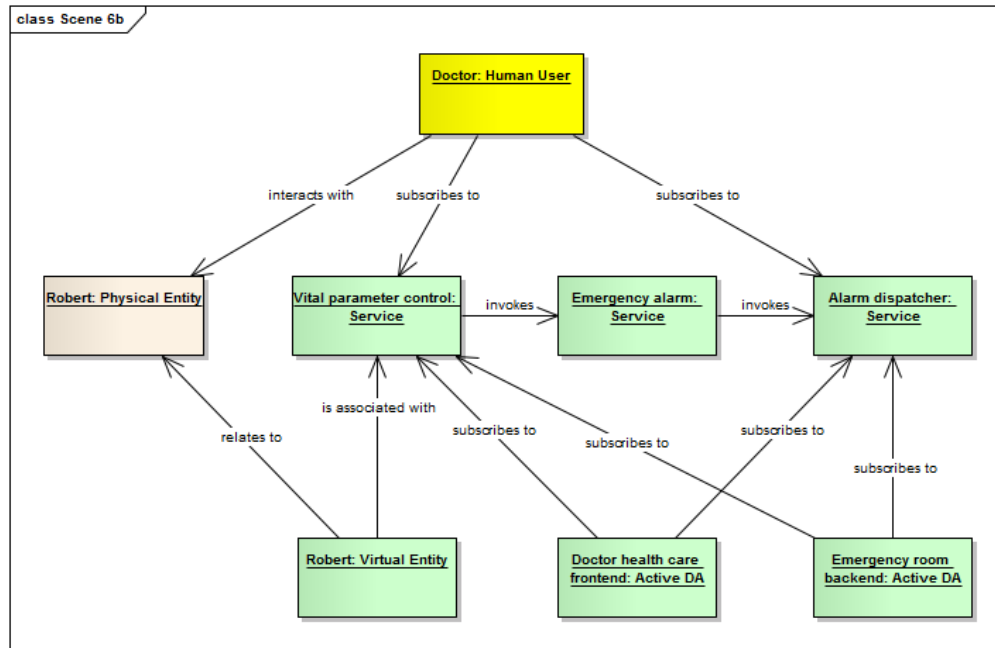 class Scene 6b
Doctor: Human User
interacts with
subscribes to
subscribes to
Robert: Physical Entity
Vital parameter control:
Service
invokes
Emergency alarm:
Service
invokes
Alarm dispatcher:
Service
is associated with
relates to
subscribes to
subscribes to
subscribes to
subscribes to
Robert: Virtual Entity
Doctor health care
frontend: Active DA
Emergency room
backend: Active DA